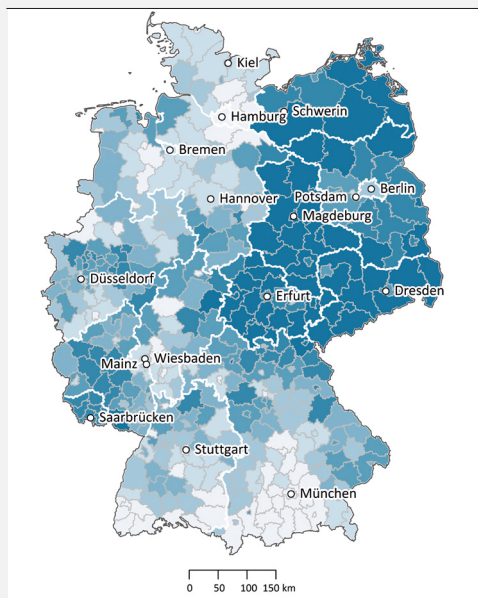 Kiel
Schwerin
Hamburg
Bremen
Berlin
Potsdam
Hannover
Magdeburg
Düsseldorf
Dresden
Erfurt
Wiesbaden
Mainz
Saarbrücken
Stuttgart
München
0 50 100 150 km